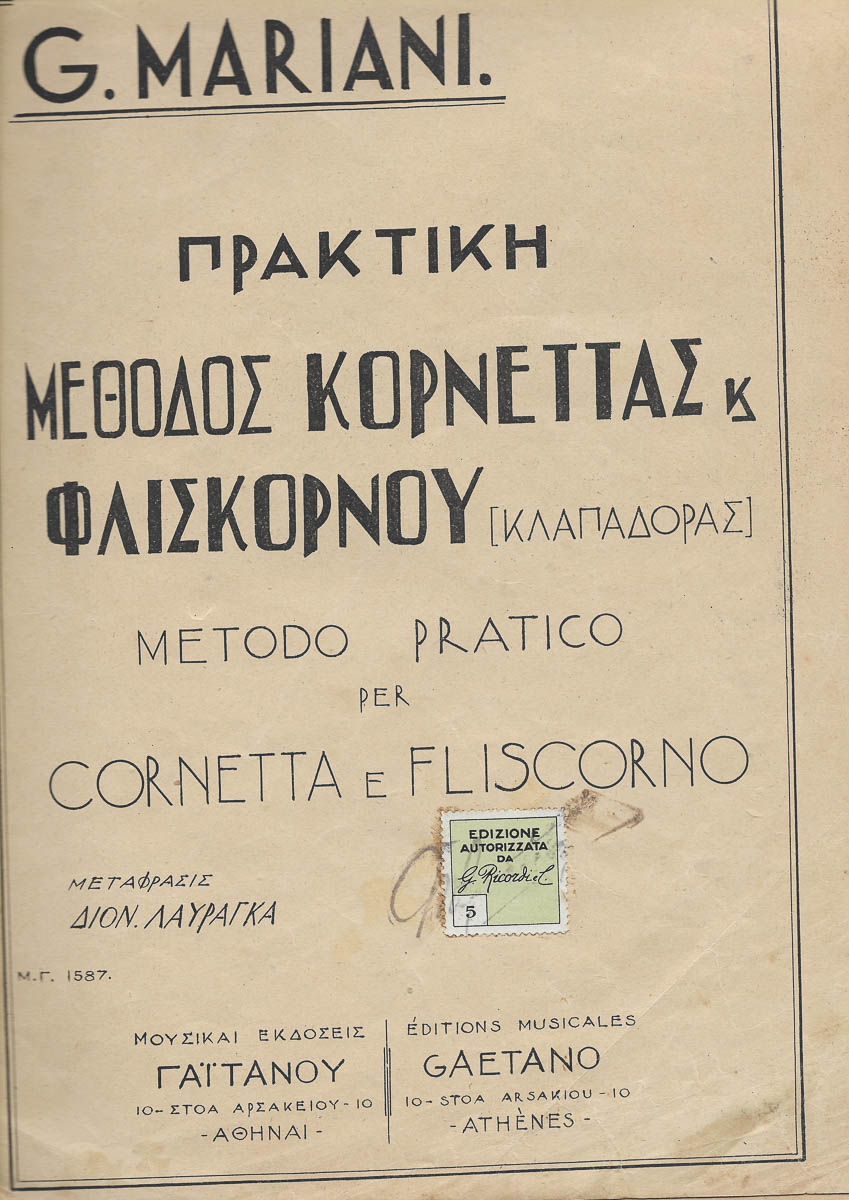 G. MARIANI.
ΠΡΑΚΤΙΚΗ
ΜΕΘΟΔΟΣ ΚΟΡΝΕΤΤΑΣ ϗ
ΦΛΙΣΚΟΡΝΟΥ [ΚΛΑΠΑΔΟΡΑΣ]
METODO PRATICO
PER
CORNETTA E FLISCORNO
EDIZIONE
AUTORIZZATA
DA
G. Ricordi e C.
5
ΜΕΤΑΦΡΑΣΙΣ
ΔΙΟΝ. ΛΑΥΡΑΓΚΑ
Μ.Γ. 1587.
ΜΟΥΣΙΚΑΙ ΕΚΔΟΣΕΙΣ
ΓΑΪΤΑΝΟΥ
10-ΣΤΟΑ ΑΡΣΑΚΕΙΟΥ-10
-ΑΘΗΝΑΙ-
ÉDITIONS MUSICALES
GAETANO
10-STOA ARSAKIOU-10
-ATHÈNES-